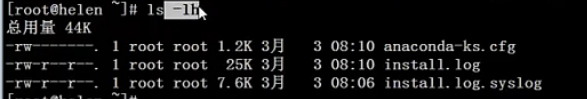 [root@helen ~]# ls -lh
总用量 44K
-rw-------. 1 root root 1.2K 3月   3 08:10 anaconda-ks.cfg
-rw-r--r--. 1 root root  25K 3月   3 08:10 install.log
-rw-r--r--. 1 root root 7.6K 3月   3 08:06 install.log.syslog
[root@helen ~]#